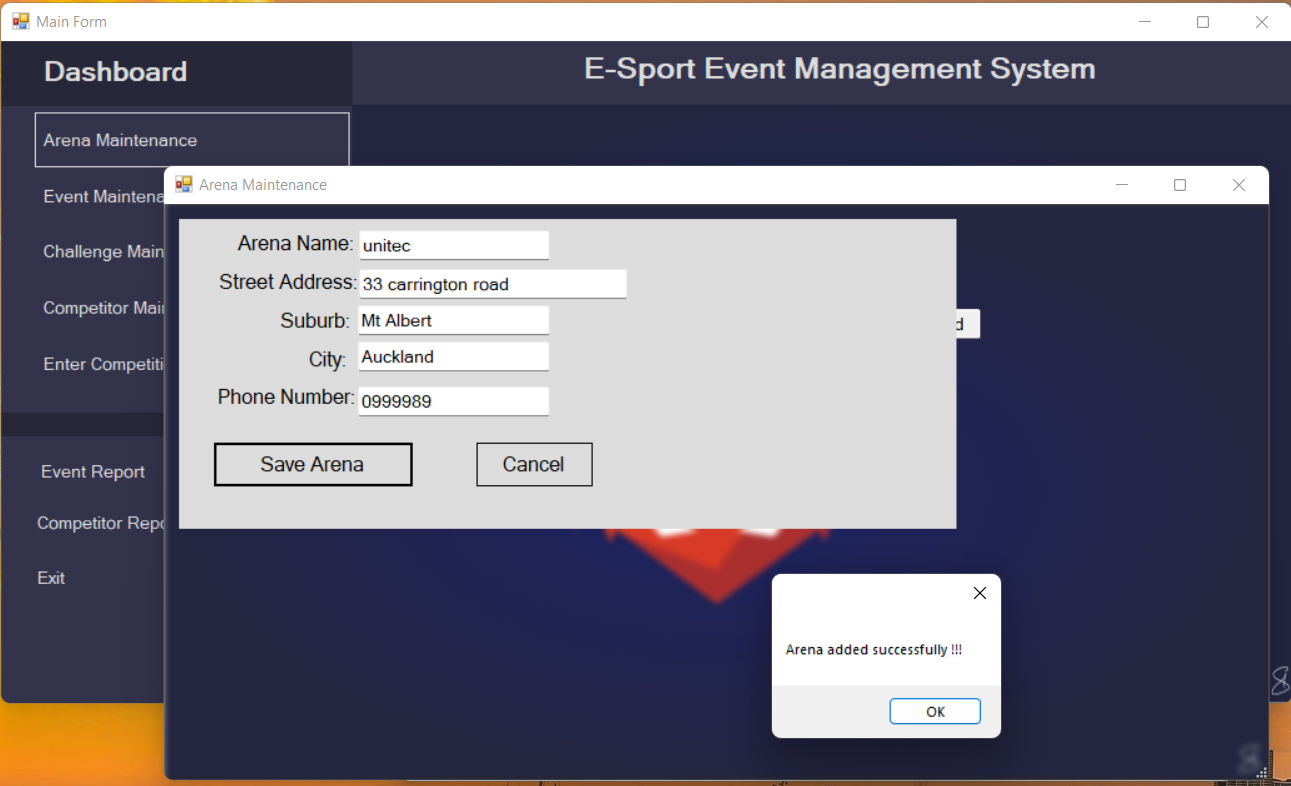 Main Form
Dashboard
E-Sport Event Management System
Arena Maintenance
Event Maintena
Challenge Main
Competitor Mai
Enter Competiti
Event Report
Competitor Repo
Exit
Arena Maintenance
Arena Name: unitec
Street Address: 33 carrington road
Suburb: Mt Albert
City: Auckland
Phone Number: 0999989
Save Arena Cancel
d
Arena added successfully !!!
OK